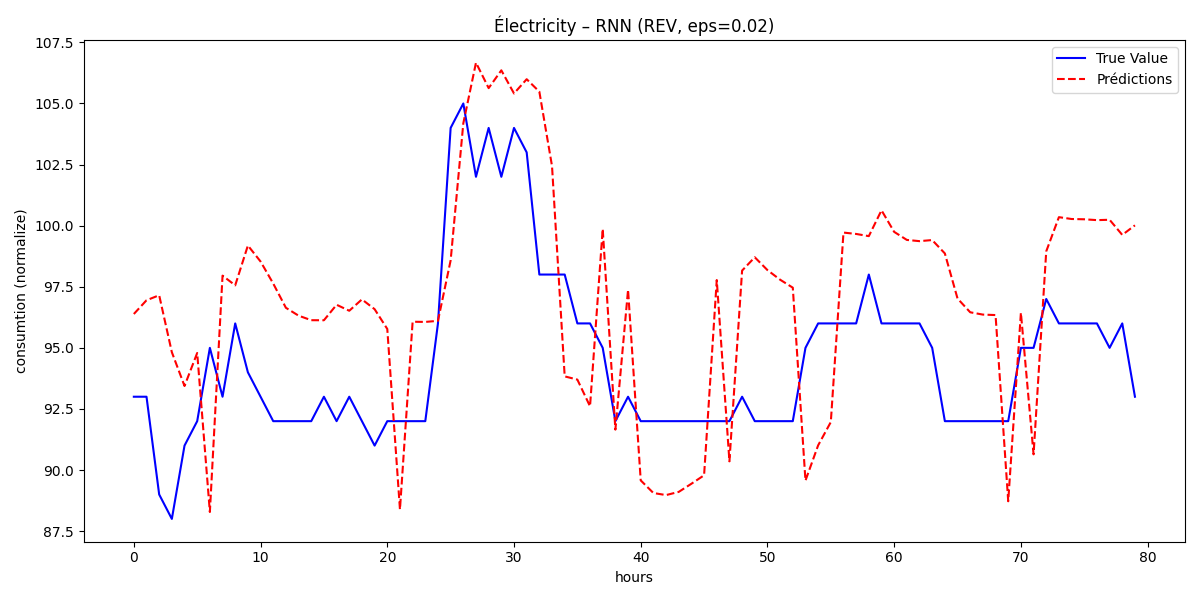 Électricity – RNN (REV, eps=0.02)
True Value
Prédictions
consumtion (normalize)
107.5
105.0
102.5
100.0
97.5
95.0
92.5
90.0
87.5
0 10 20 30 40 50 60 70 80
hours